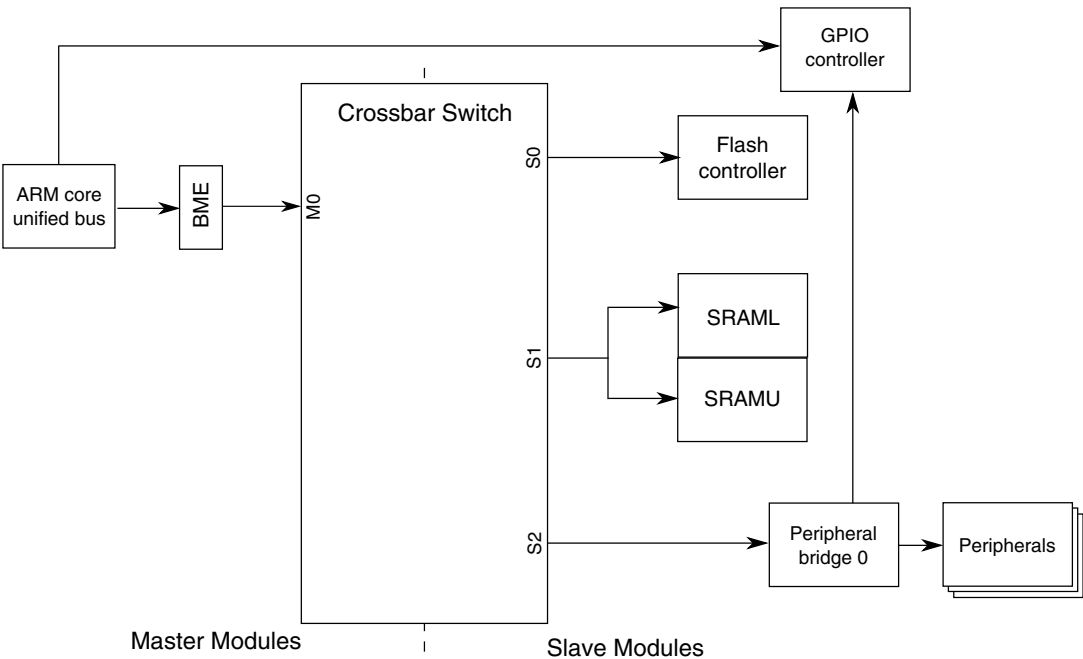 GPIO
controller
Crossbar Switch
S0
Flash
controller
ARM core
unified bus
BME
M0
SRAML
S1
SRAMU
S2
Peripheral
bridge 0
Peripherals
Master Modules
Slave Modules